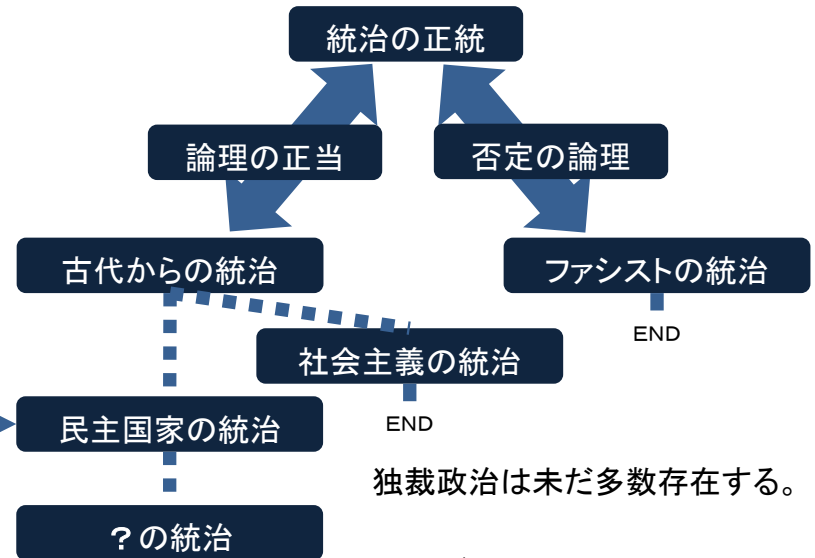 統治の正統
論理の正当
否定の論理
古代からの統治
ファシストの統治
END
社会主義の統治
END
民主国家の統治
独裁政治は未だ多数存在する。
？の統治